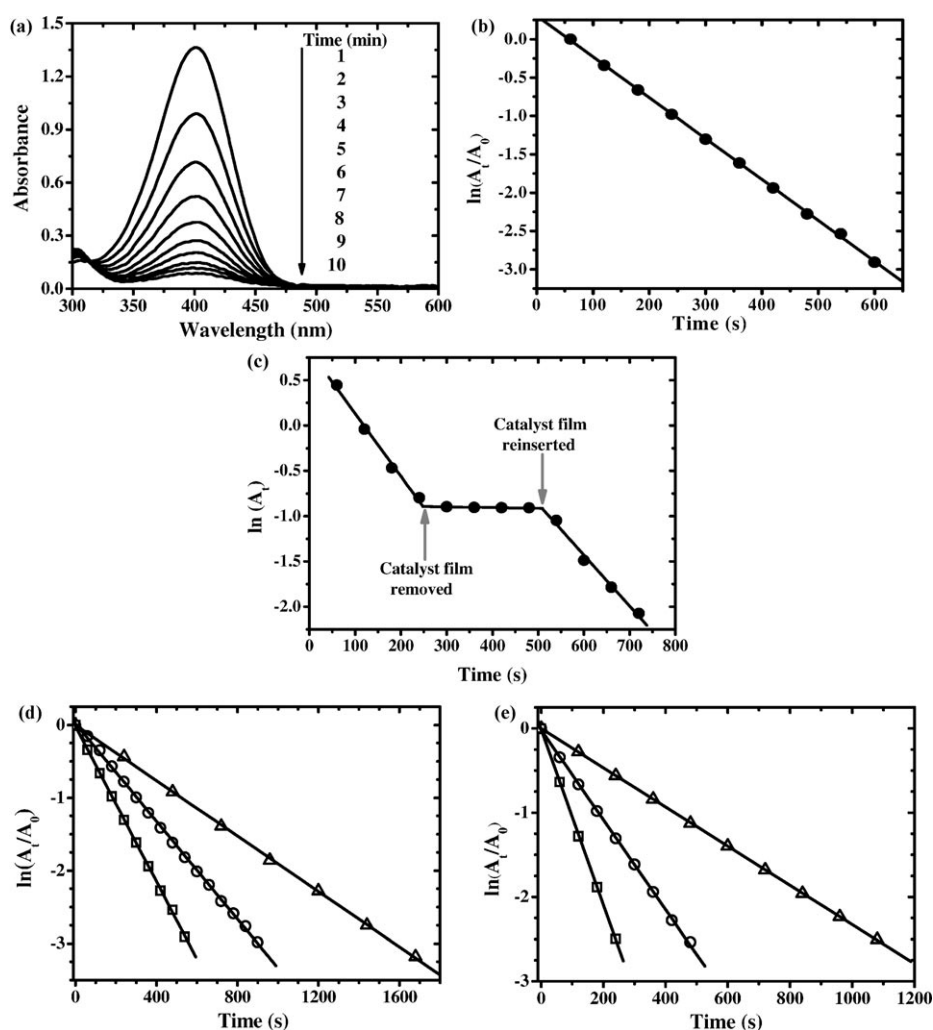 (a)
Time (min)
1
2
3
4
5
6
7
8
9
10
Absorbance
1.5
1.2
0.9
0.6
0.3
0.0
300 350 400 450 500 550 600
Wavelength (nm)
(b)
ln(At/A0)
0.0
-0.5
-1.0
-1.5
-2.0
-2.5
-3.0
0 100 200 300 400 500 600
Time (s)
(c)
ln (At)
0.5
0.0
-0.5
-1.0
-1.5
-2.0
Catalyst film
reinserted
Catalyst film
removed
0 100 200 300 400 500 600 700 800
Time (s)
(d)
ln(At/A0)
0
-1
-2
-3
0 400 800 1200 1600
Time (s)
(e)
ln(At/A0)
0
-1
-2
-3
0 200 400 600 800 1000 1200
Time (s)